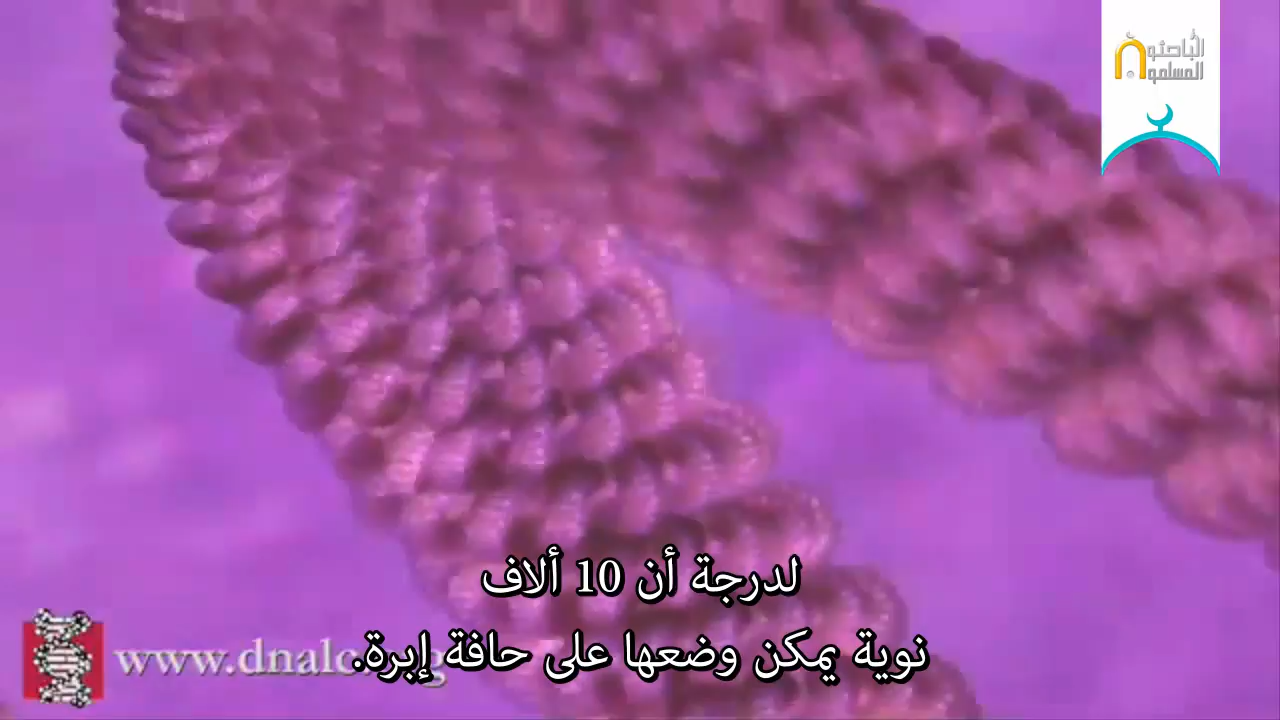 الباحثون
المسلمون
لدرجة أن 10 ألاف
نوية يمكن وضعها على حافة إبرة.
www.dnalc.org